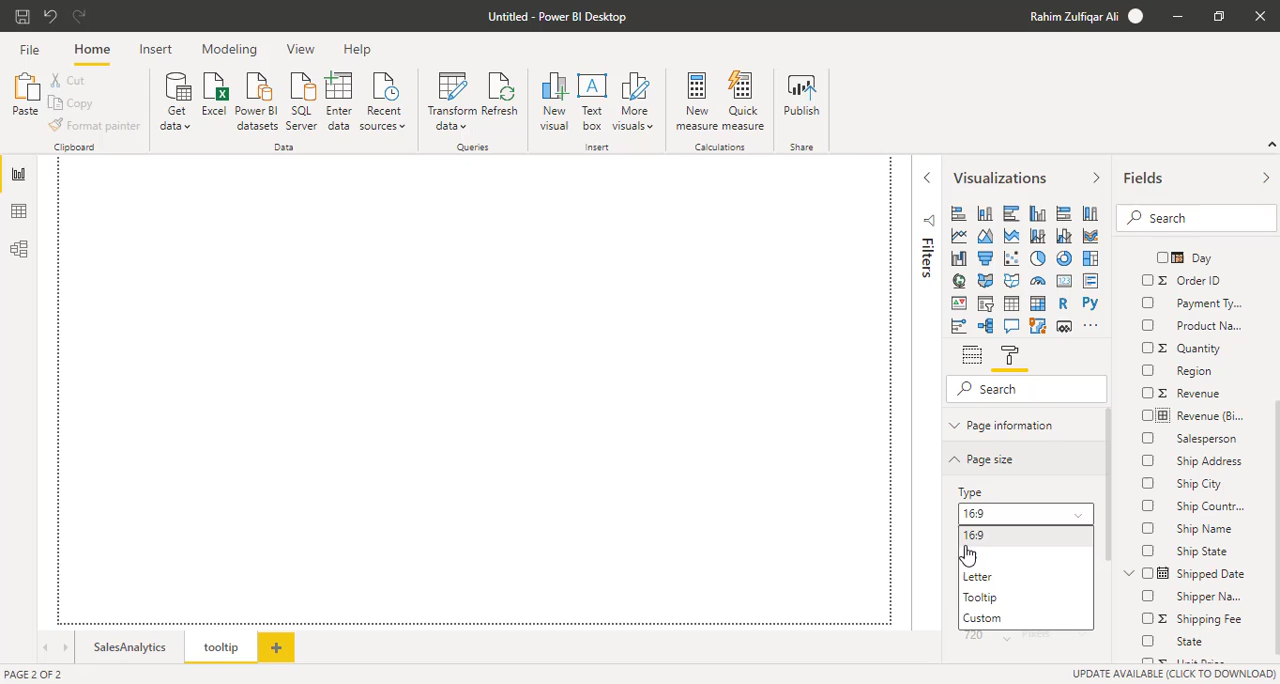 Untitled - Power BI Desktop
Rahim Zulfiqar Ali
File Home Insert Modeling View Help
Paste
Cut
Copy
Format painter
Clipboard
Get data
Excel
Power BI datasets
SQL Server
Enter data
Recent sources
Data
Transform data
Refresh
Queries
New visual
Text box
More visuals
Insert
New measure
Quick measure
Calculations
Publish
Share
Filters
Visualizations
R
Py
Search
Page information
Page size
Type
16:9
16:9
Letter
Tooltip
Custom
720
Pixels
Fields
Search
Day
Order ID
Payment Ty...
Product Na...
Quantity
Region
Revenue
Revenue (Bi...
Salesperson
Ship Address
Ship City
Ship Countr...
Ship Name
Ship State
Shipped Date
Shipper Na...
Shipping Fee
State
SalesAnalytics
tooltip
PAGE 2 OF 2
UPDATE AVAILABLE (CLICK TO DOWNLOAD)